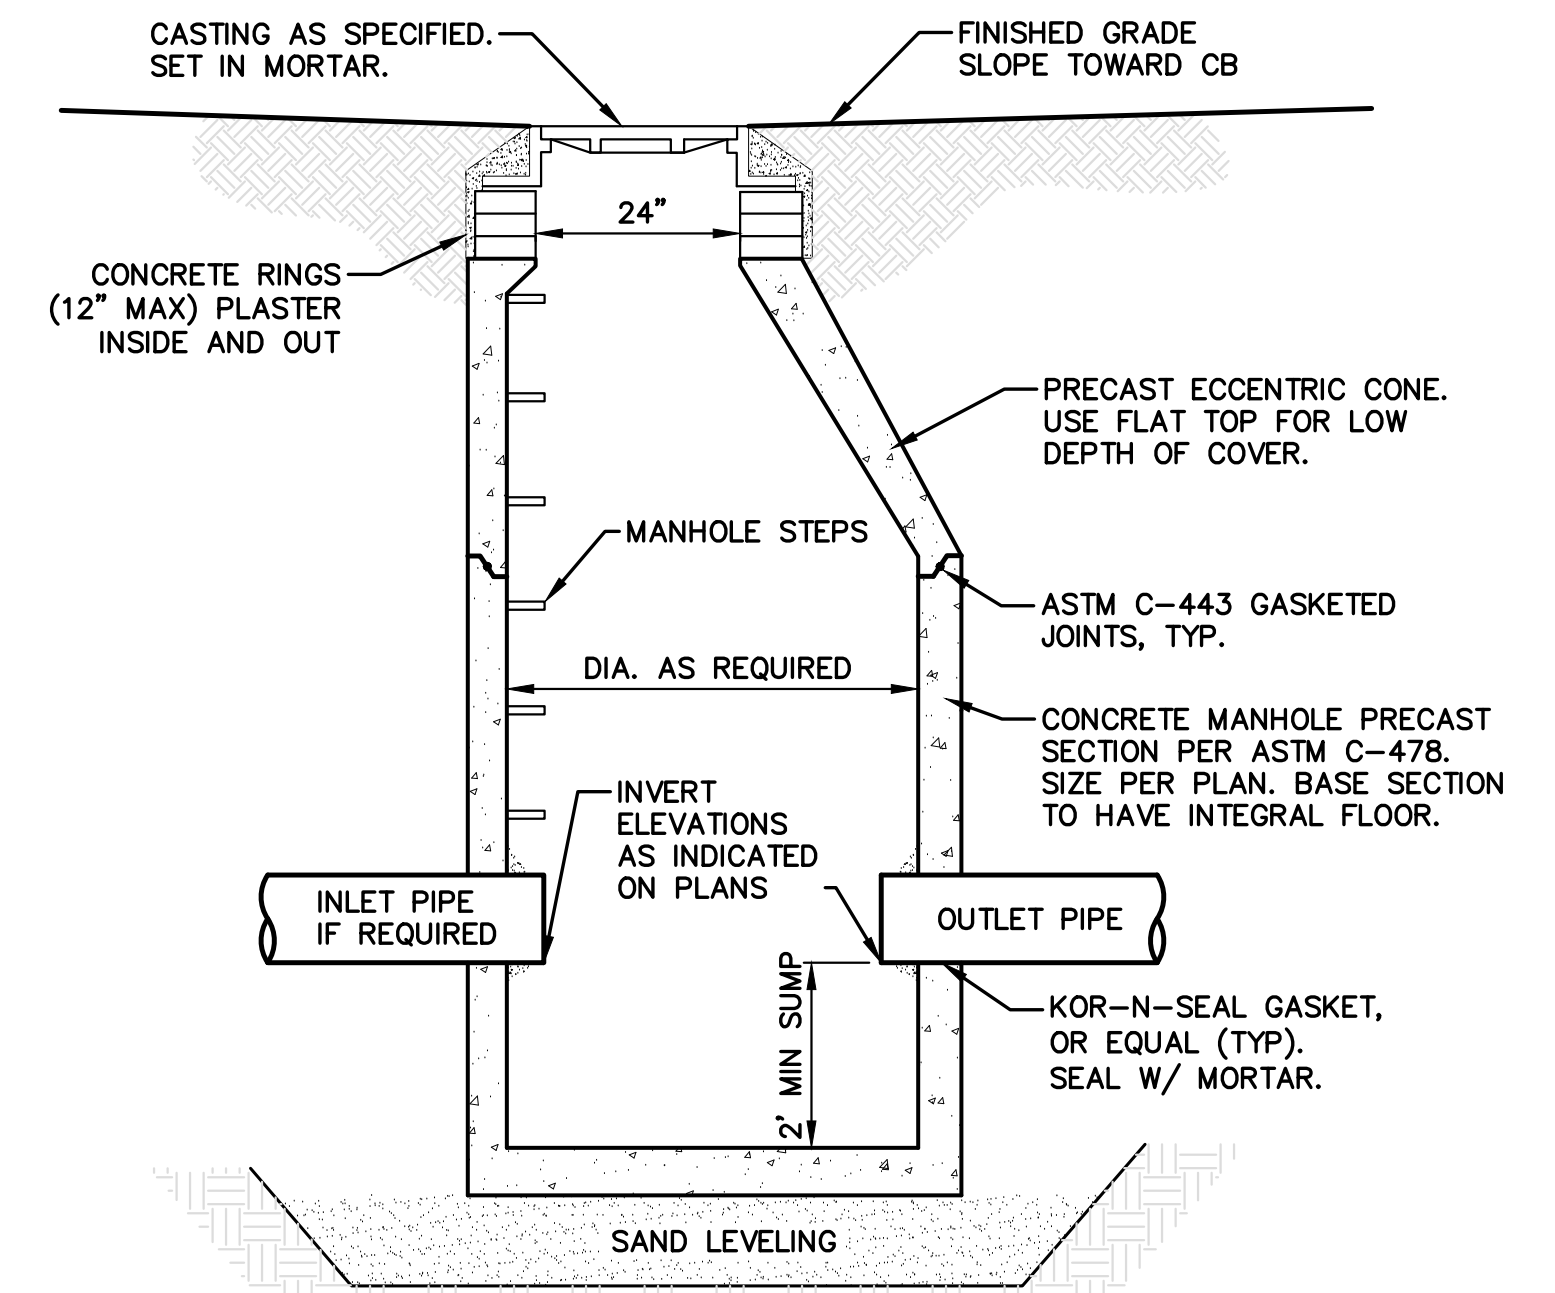 CASTING AS SPECIFIED.
SET IN MORTAR.
FINISHED GRADE
SLOPE TOWARD CB
24"
CONCRETE RINGS
(12" MAX) PLASTER
INSIDE AND OUT
PRECAST ECCENTRIC CONE.
USE FLAT TOP FOR LOW
DEPTH OF COVER.
MANHOLE STEPS
ASTM C-443 GASKETED
JOINTS, TYP.
DIA. AS REQUIRED
CONCRETE MANHOLE PRECAST
SECTION PER ASTM C-478.
SIZE PER PLAN. BASE SECTION
TO HAVE INTEGRAL FLOOR.
INVERT
ELEVATIONS
AS INDICATED
ON PLANS
INLET PIPE
IF REQUIRED
OUTLET PIPE
2' MIN SUMP
KOR-N-SEAL GASKET,
OR EQUAL (TYP).
SEAL W/ MORTAR.
SAND LEVELING